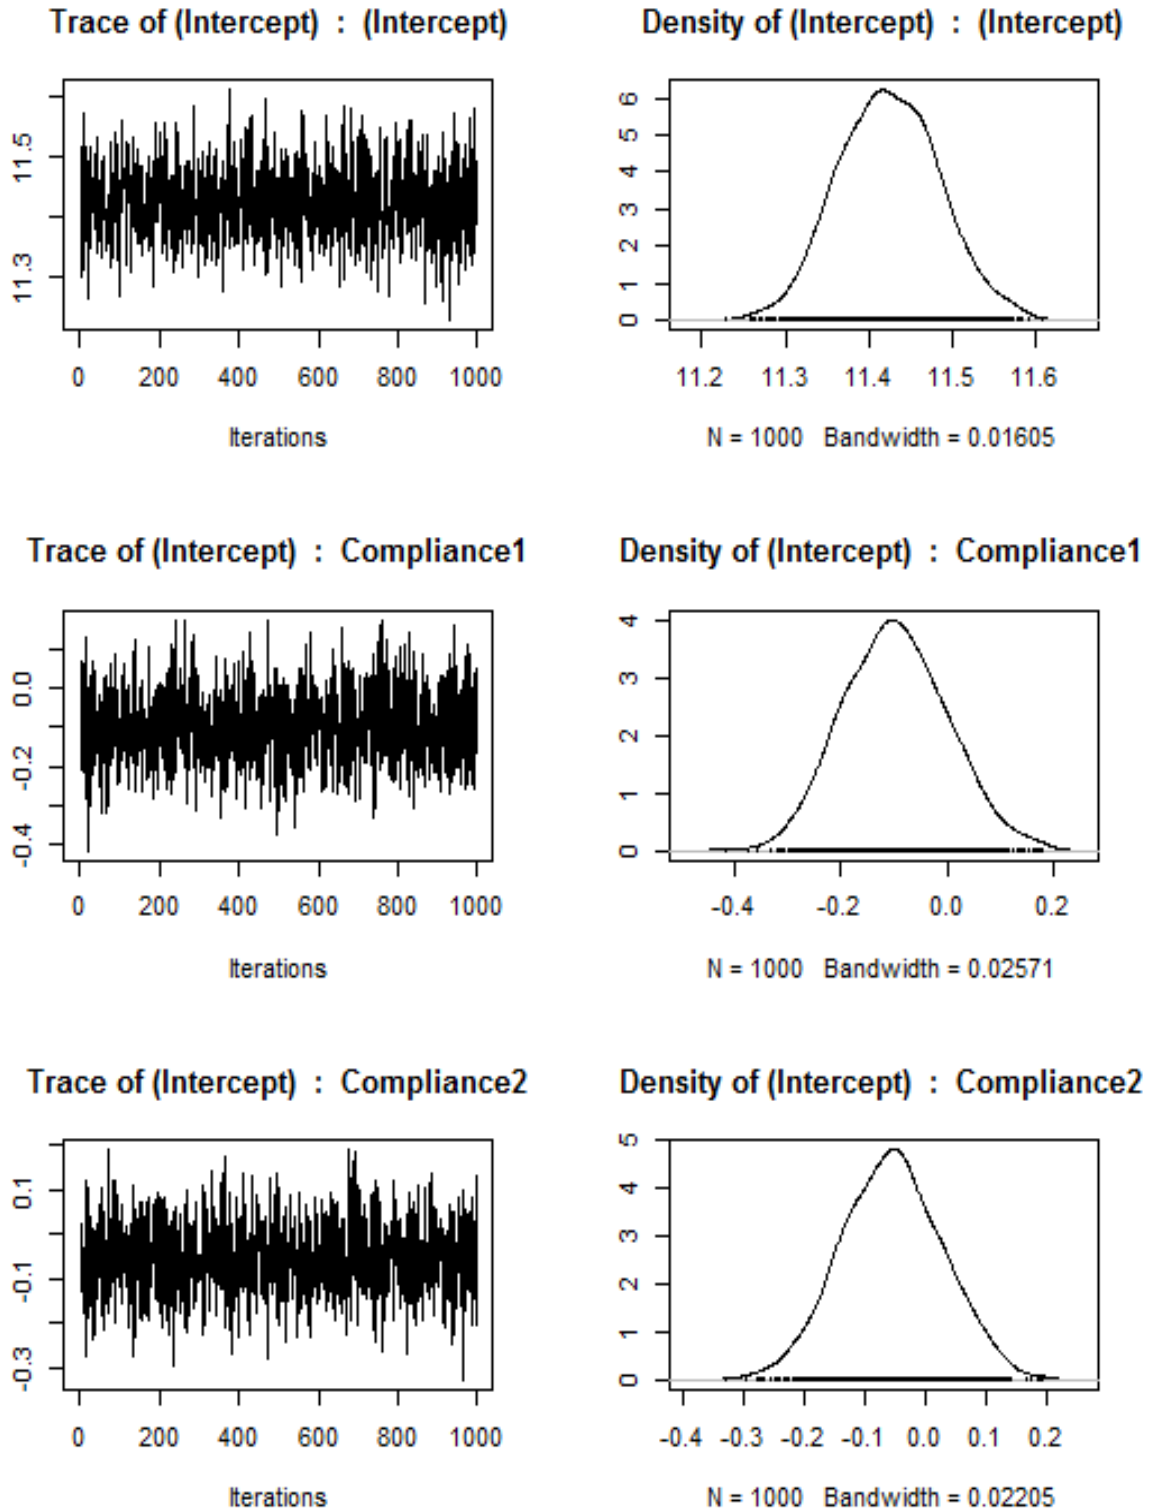 Trace of (Intercept) : (Intercept)
11.5
11.3
0 200 400 600 800 1000
Iterations
Density of (Intercept) : (Intercept)
6
5
4
3
2
1
0
11.2 11.3 11.4 11.5 11.6
N = 1000 Bandwidth = 0.01605
Trace of (Intercept) : Compliance1
0.0
-0.2
-0.4
0 200 400 600 800 1000
Iterations
Density of (Intercept) : Compliance1
4
3
2
1
0
-0.4 -0.2 0.0 0.2
N = 1000 Bandwidth = 0.02571
Trace of (Intercept) : Compliance2
0.1
-0.1
-0.3
0 200 400 600 800 1000
Iterations
Density of (Intercept) : Compliance2
5
4
3
2
1
0
-0.4 -0.3 -0.2 -0.1 0.0 0.1 0.2
N = 1000 Bandwidth = 0.02205